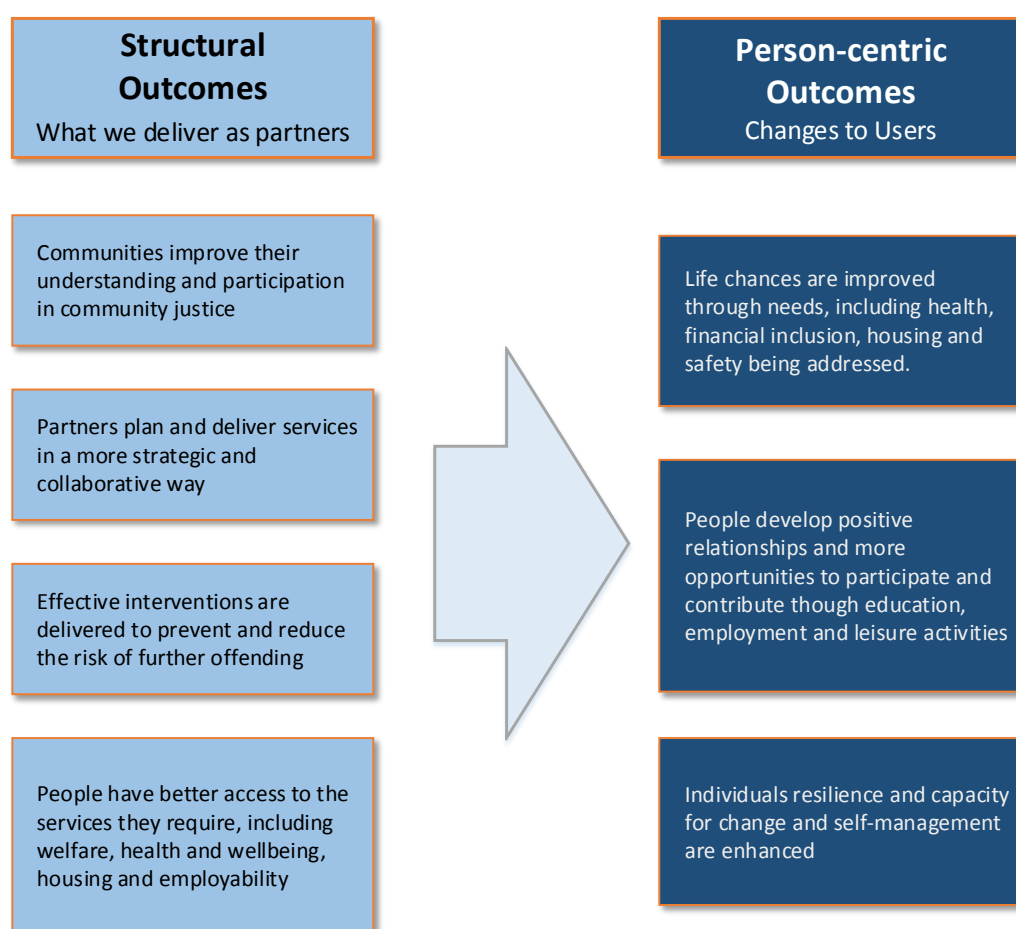 Structural
Outcomes
What we deliver as partners
Communities improve their
understanding and participation
in community justice
Partners plan and deliver services
in a more strategic and
collaborative way
Effective interventions are
delivered to prevent and reduce
the risk of further offending
People have better access to the
services they require, including
welfare, health and wellbeing,
housing and employability
Person-centric
Outcomes
Changes to Users
Life chances are improved
through needs, including health,
financial inclusion, housing and
safety being addressed.
People develop positive
relationships and more
opportunities to participate and
contribute though education,
employment and leisure activities
Individuals resilience and capacity
for change and self-management
are enhanced